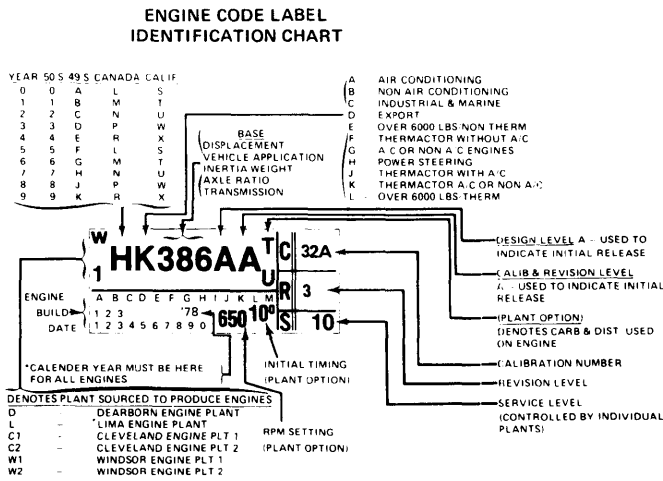 ENGINE CODE LABEL
IDENTIFICATION CHART
YEAR 50 S 49 S CANADA CALIF
0 0 A L S
1 1 B M T
2 2 C N U
3 3 D P W
4 4 E R X
5 5 F L S
6 6 G M T
7 7 H N U
8 8 J P W
9 9 K R X
BASE
DISPLACEMENT
VEHICLE APPLICATION
INERTIA WEIGHT
AXLE RATIO
TRANSMISSION
A AIR CONDITIONING
B NON AIR CONDITIONING
C INDUSTRIAL & MARINE
D EXPORT
E OVER 6000 LBS NON THERM
F THERMACTOR WITHOUT A/C
G A C OR NON A C ENGINES
H POWER STEERING
J THERMACTOR WITH A/C
K THERMACTOR A/C OR NON A/C
L - OVER 6000 LBS THERM
W
1
HK386AA
T
U
C
32A
R
3
S
10
A B C D E F G H I J K L M
1 2 3 '78
1 2 3 4 5 6 7 8 9 0
650
10°
ENGINE
BUILD
DATE
*CALENDER YEAR MUST BE HERE
FOR ALL ENGINES
INITIAL TIMING
(PLANT OPTION)
RPM SETTING
(PLANT OPTION)
DESIGN LEVEL A - USED TO
INDICATE INITIAL RELEASE
CALIB & REVISION LEVEL
A - USED TO INDICATE INITIAL
RELEASE
(PLANT OPTION)
DENOTES CARB & DIST USED
ON ENGINE
CALIBRATION NUMBER
REVISION LEVEL
SERVICE LEVEL
(CONTROLLED BY INDIVIDUAL
PLANTS)
DENOTES PLANT SOURCED TO PRODUCE ENGINES
D - DEARBORN ENGINE PLANT
L - *LIMA ENGINE PLANT
C1 - CLEVELAND ENGINE PLT 1
C2 - CLEVELAND ENGINE PLT 2
W1 - WINDSOR ENGINE PLT 1
W2 - WINDSOR ENGINE PLT 2